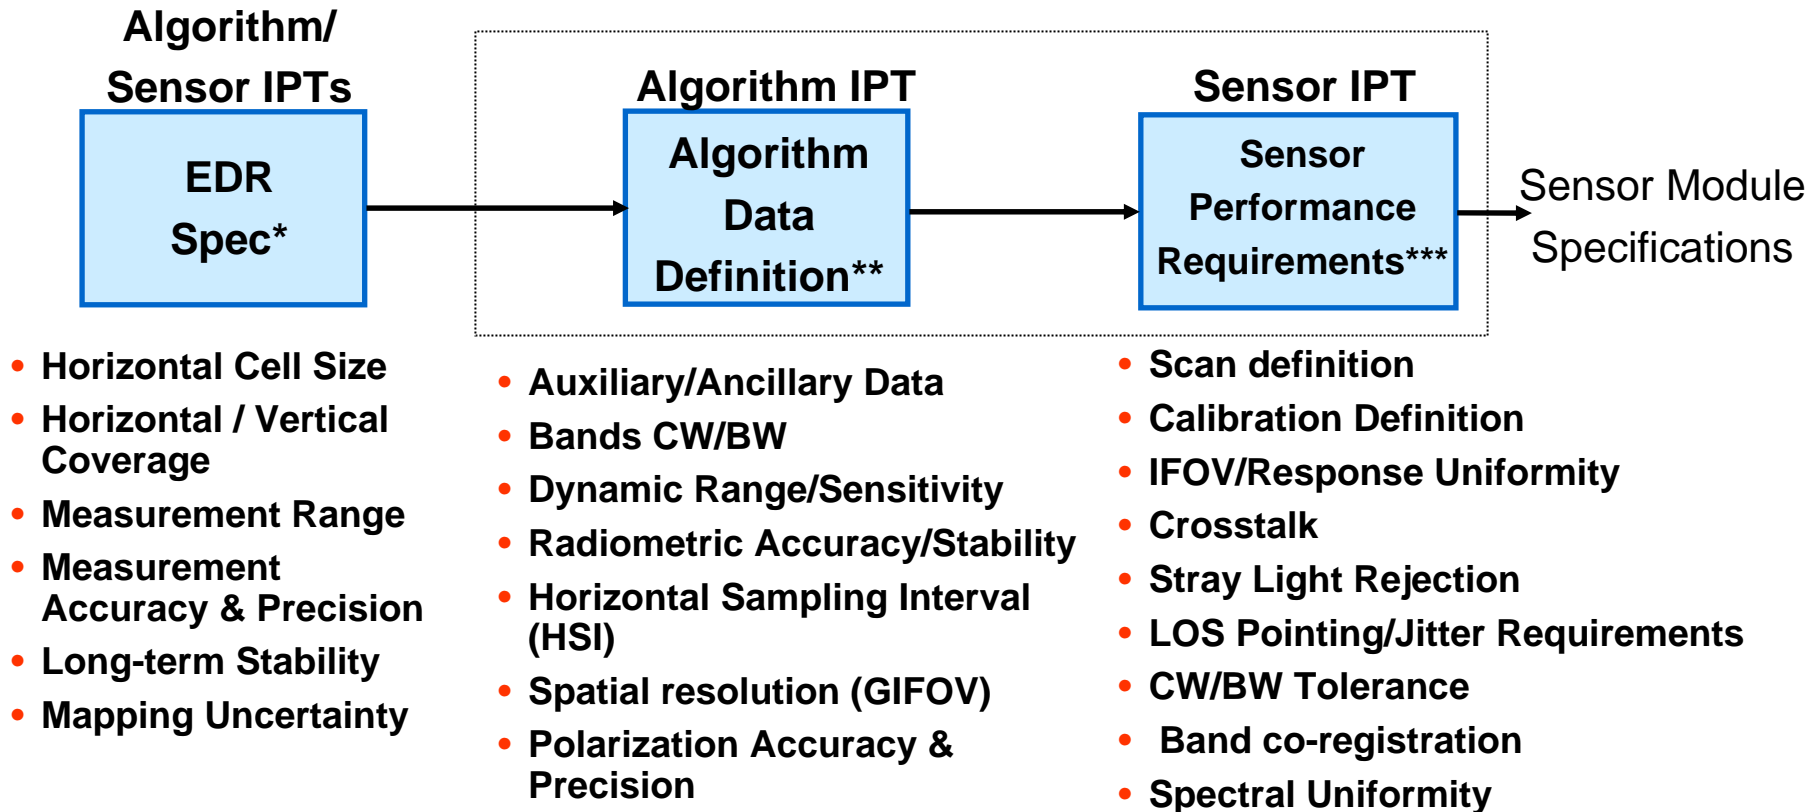 Algorithm/
Sensor IPTs
EDR
Spec*
Algorithm IPT
Algorithm
Data
Definition**
Sensor IPT
Sensor
Performance
Requirements***
Sensor Module
Specifications
• Horizontal Cell Size
• Horizontal / Vertical
Coverage
• Measurement Range
• Measurement
Accuracy & Precision
• Long-term Stability
• Mapping Uncertainty
• Auxiliary/Ancillary Data
• Bands CW/BW
• Dynamic Range/Sensitivity
• Radiometric Accuracy/Stability
• Horizontal Sampling Interval
(HSI)
• Spatial resolution (GIFOV)
• Polarization Accuracy &
Precision
• Scan definition
• Calibration Definition
• IFOV/Response Uniformity
• Crosstalk
• Stray Light Rejection
• LOS Pointing/Jitter Requirements
• CW/BW Tolerance
• Band co-registration
• Spectral Uniformity